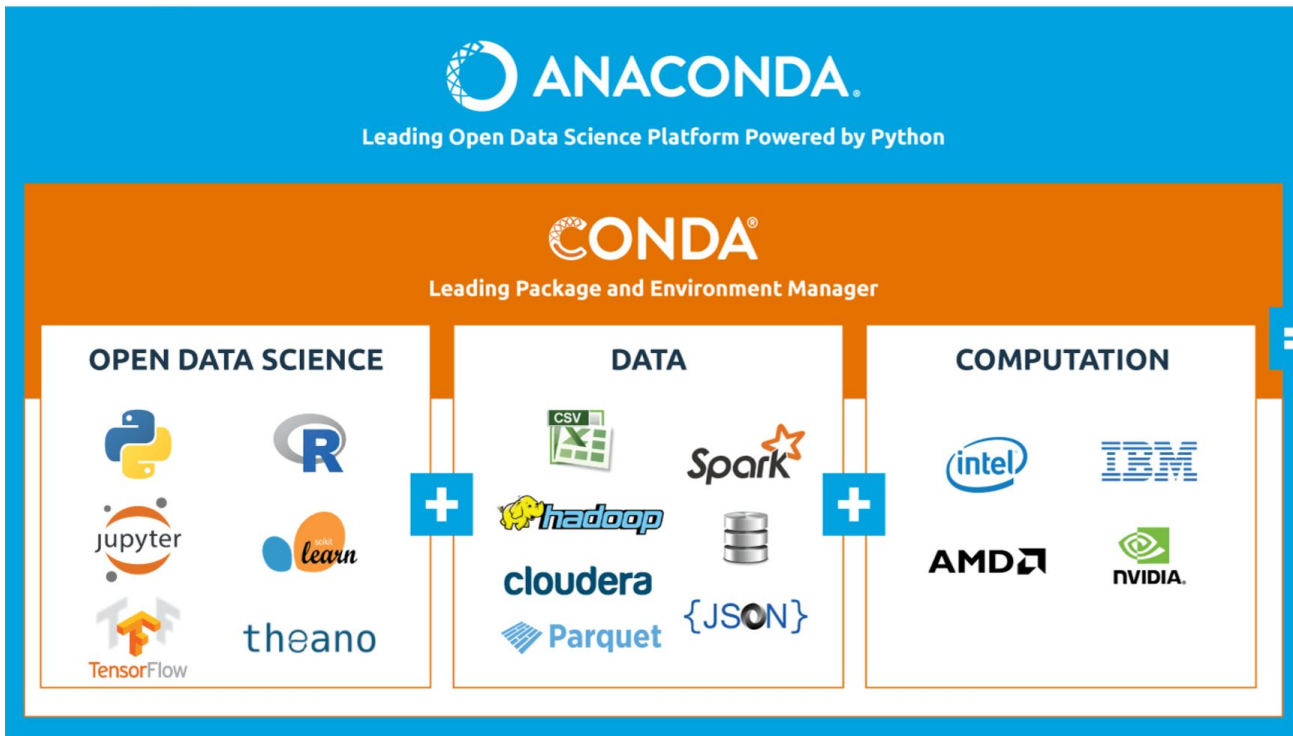 ANACONDA®
Leading Open Data Science Platform Powered by Python
CONDA®
Leading Package and Environment Manager
OPEN DATA SCIENCE
R
jupyter
scikit
learn
TensorFlow
theano
+
DATA
CSV
X
Spark
hadoop
cloudera
{JSON}
Parquet
+
COMPUTATION
intel
IBM
AMD
NVIDIA.
=